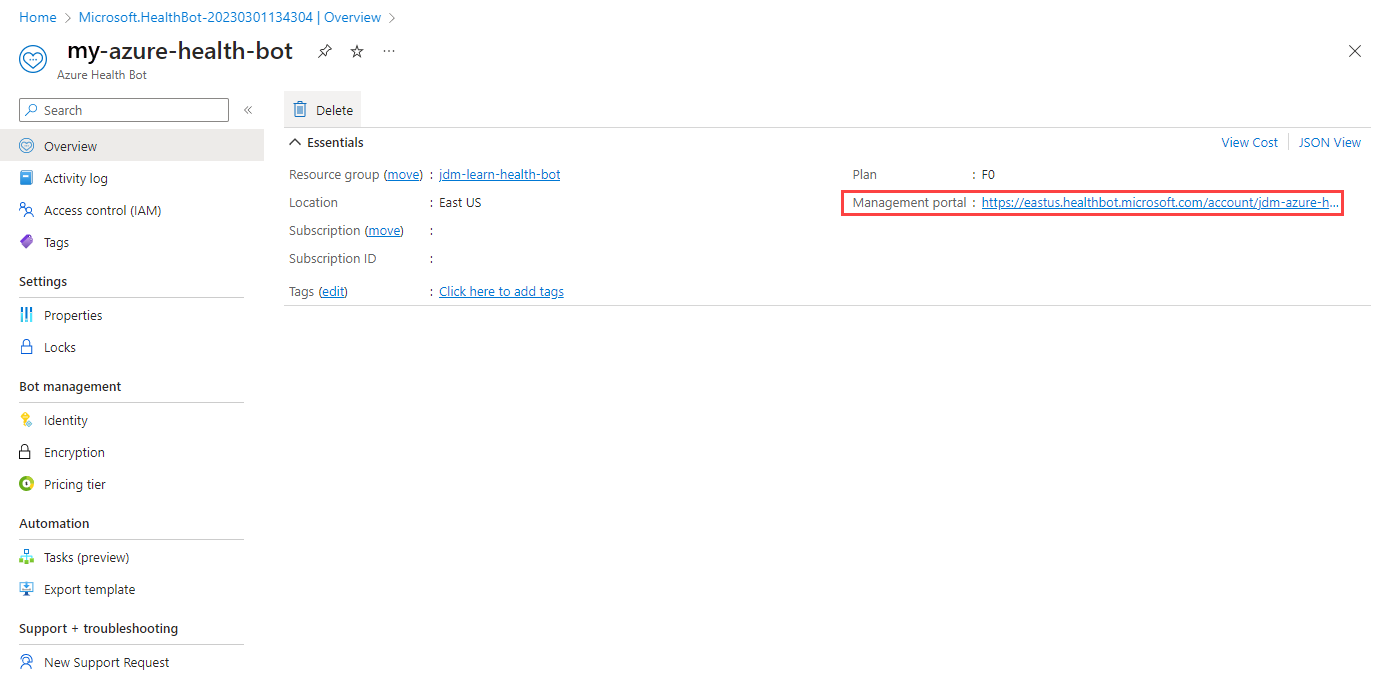 Home > Microsoft.HealthBot-20230301134304 | Overview >
my-azure-health-bot ...
Azure Health Bot
Search «
Overview
Activity log
Access control (IAM)
Tags
Settings
Properties
Locks
Bot management
Identity
Encryption
Pricing tier
Automation
Tasks (preview)
Export template
Support + troubleshooting
New Support Request
Delete
Essentials
View Cost | JSON View
Resource group (move) : jdm-learn-health-bot
Location : East US
Subscription (move) :
Subscription ID :
Tags (edit) : Click here to add tags
Plan : F0
Management portal : https://eastus.healthbot.microsoft.com/account/jdm-azure-h...